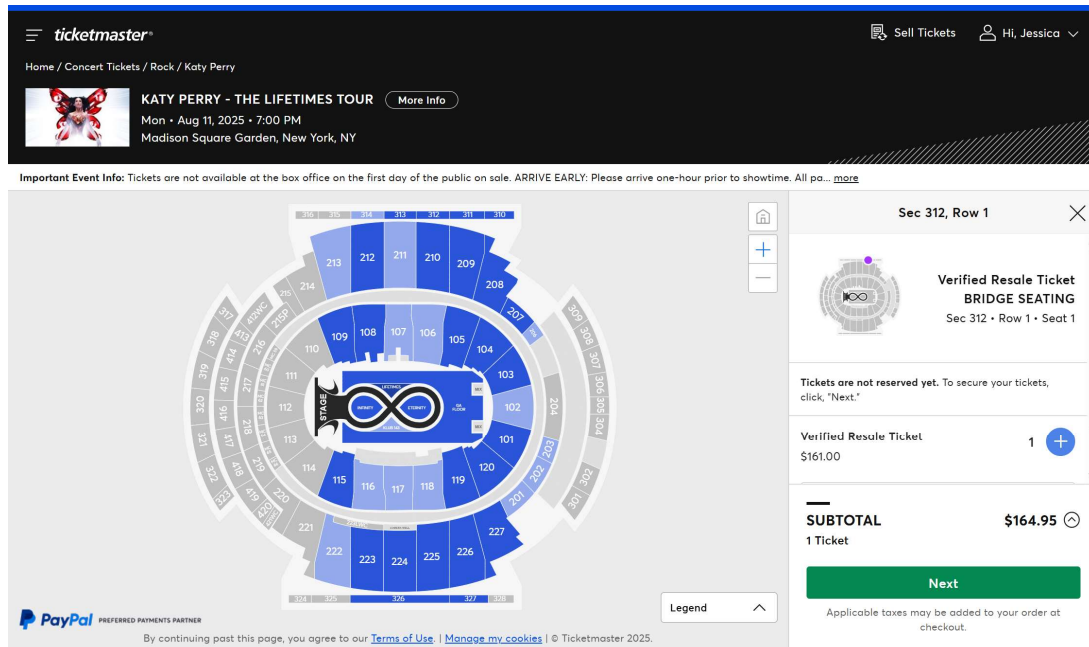 ticketmaster®
Sell Tickets
Hi, Jessica
Home / Concert Tickets / Rock / Katy Perry
KATY PERRY - THE LIFETIMES TOUR
More Info
Mon • Aug 11, 2025 • 7:00 PM
Madison Square Garden, New York, NY
Important Event Info: Tickets are not available at the box office on the first day of the public on sale. ARRIVE EARLY: Please arrive one-hour prior to showtime. All pa... more
316 315 314 313 312 311 310
213 212 211 210 209
214 208
215 207
317 412WC 215P 309
318 413 216 109 108 107 106 105 308
414 110 104 307
319 415 217 111 103 306
320 416 112 102 204 305
321 417 218 113 101 304
418 219 114 120 203
322 419 220 115 116 117 118 119 202 302
323 420 201 301
221 227
222 223 224 225 226
324 325 326 327 328
STAGE
LIFETIMES
INFINITY
ETERNITY
GA FLOOR
MIX
MIX
+
−
Legend
PayPal PREFERRED PAYMENTS PARTNER
By continuing past this page, you agree to our Terms of Use. | Manage my cookies | © Ticketmaster 2025.
Sec 312, Row 1
Verified Resale Ticket
BRIDGE SEATING
Sec 312 • Row 1 • Seat 1
Tickets are not reserved yet. To secure your tickets,
click, "Next."
Verified Resale Ticket
1 +
$161.00
SUBTOTAL
$164.95
1 Ticket
Next
Applicable taxes may be added to your order at
checkout.